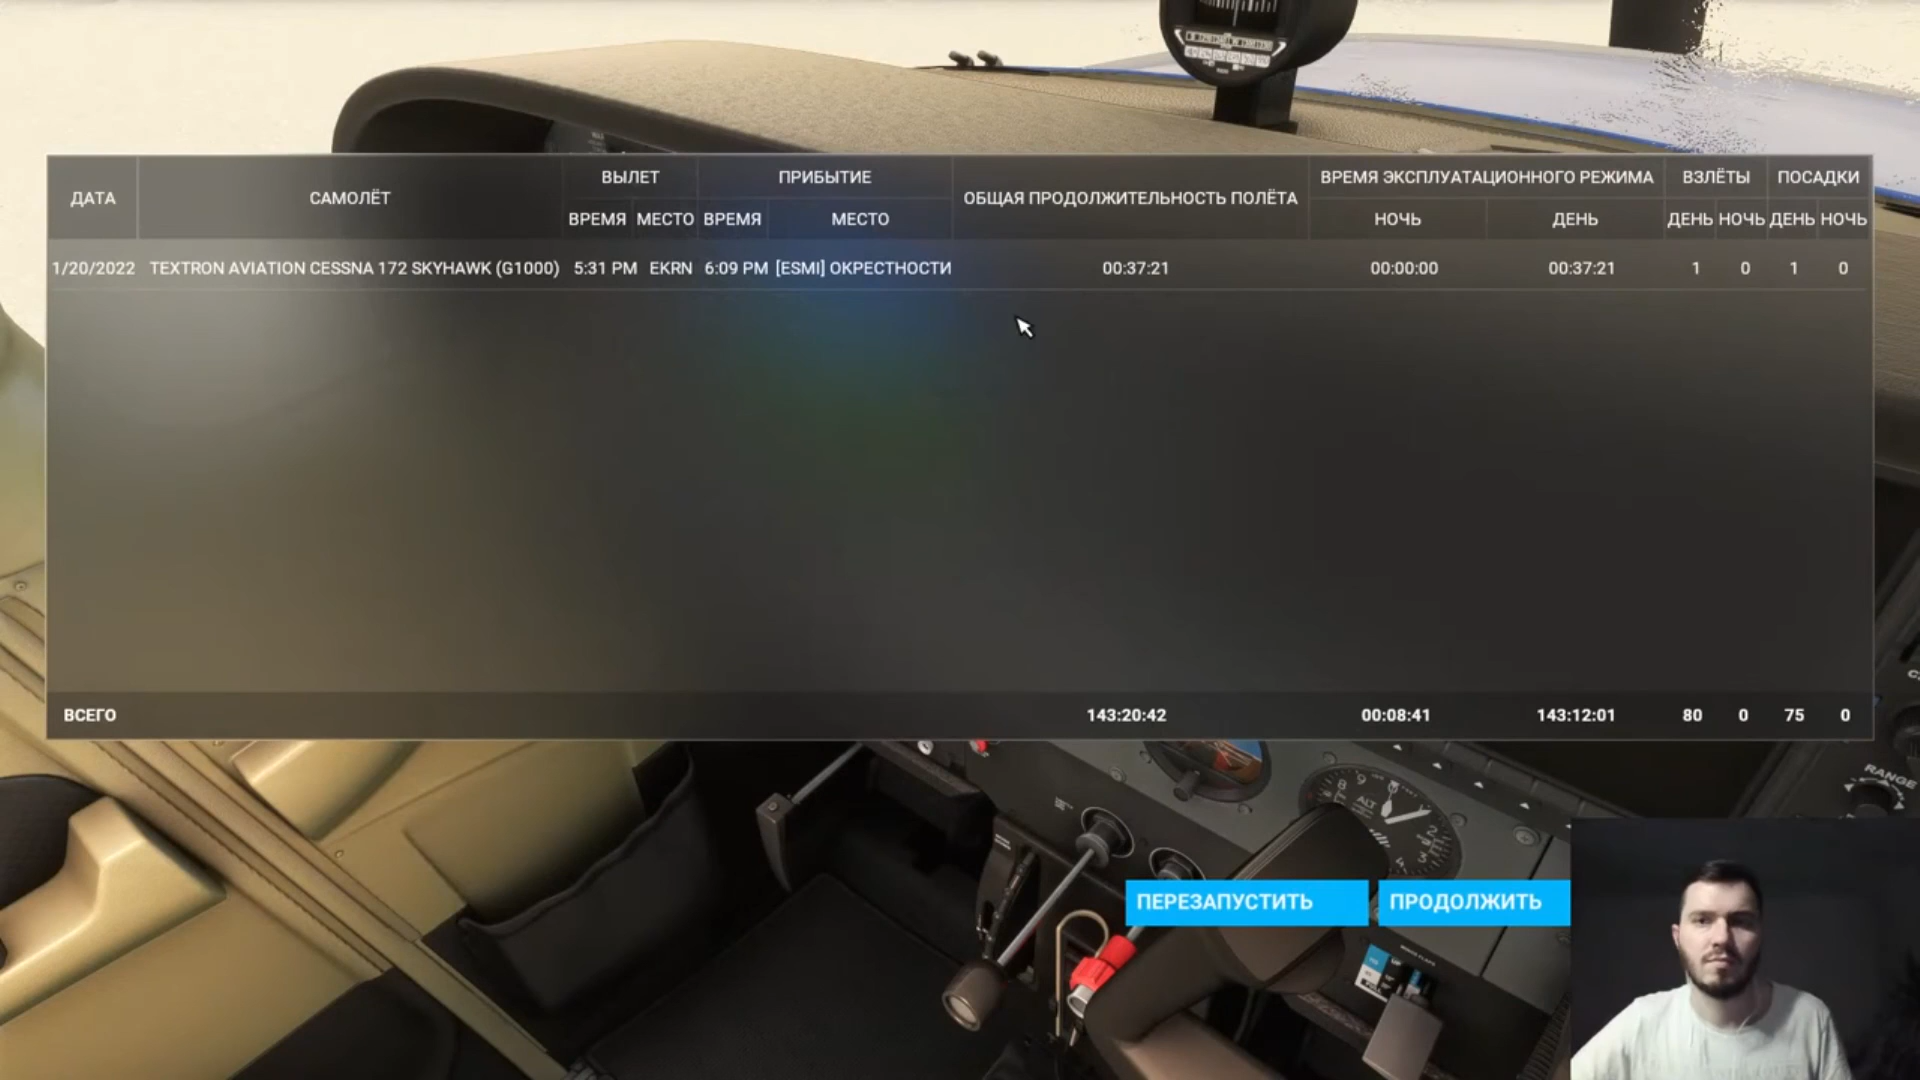 ДАТА САМОЛЁТ ВЫЛЕТ ПРИБЫТИЕ ОБЩАЯ ПРОДОЛЖИТЕЛЬНОСТЬ ПОЛЁТА ВРЕМЯ ЭКСПЛУАТАЦИОННОГО РЕЖИМА ВЗЛЁТЫ ПОСАДКИ
ВРЕМЯ МЕСТО ВРЕМЯ МЕСТО НОЧЬ ДЕНЬ ДЕНЬ НОЧЬ ДЕНЬ НОЧЬ
1/20/2022 TEXTRON AVIATION CESSNA 172 SKYHAWK (G1000) 5:31 PM EKRN 6:09 PM [ESMI] ОКРЕСТНОСТИ 00:37:21 00:00:00 00:37:21 1 0 1 0
ВСЕГО 143:20:42 00:08:41 143:12:01 80 0 75 0
RANGE
ALT
ПЕРЕЗАПУСТИТЬ ПРОДОЛЖИТЬ